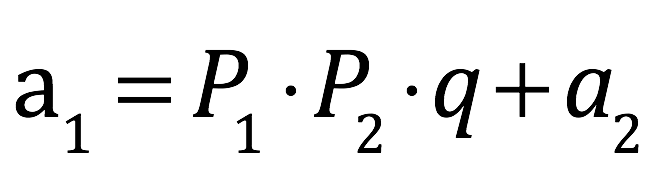 a₁ = P₁ · P₂ · q + a₂